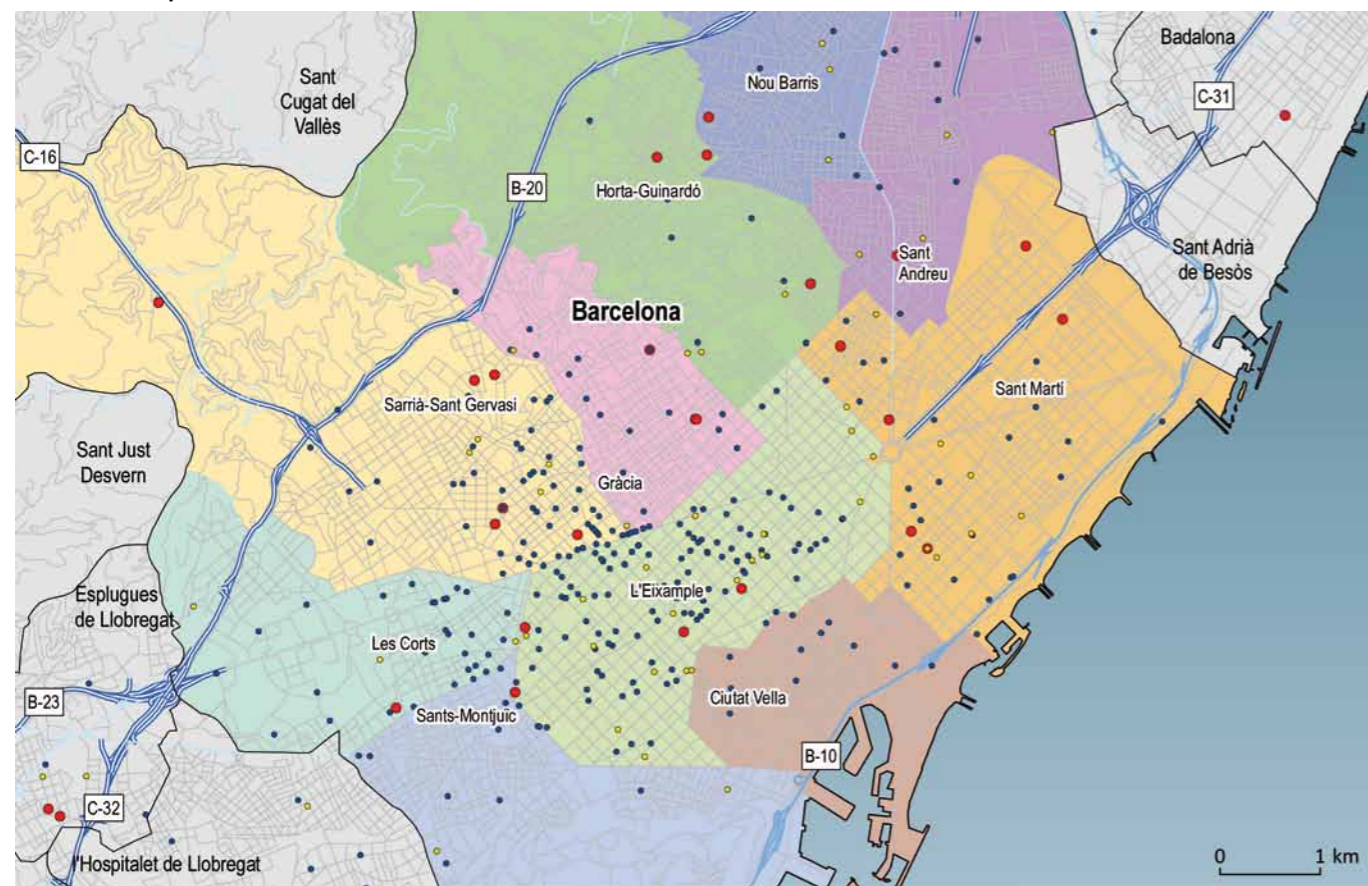 Badalona
Sant
Cugat del
Vallès
Nou Barris
C-31
C-16
B-20
Horta-Guinardó
Sant Adrià
de Besòs
Sant
Andreu
Barcelona
Sarrià-Sant Gervasi
Sant Martí
Sant Just
Desvern
Gràcia
Esplugues
de Llobregat
L'Eixample
Les Corts
B-23
Ciutat Vella
Sants-Montjuïc
B-10
C-32
l'Hospitalet de Llobregat
0 1 km